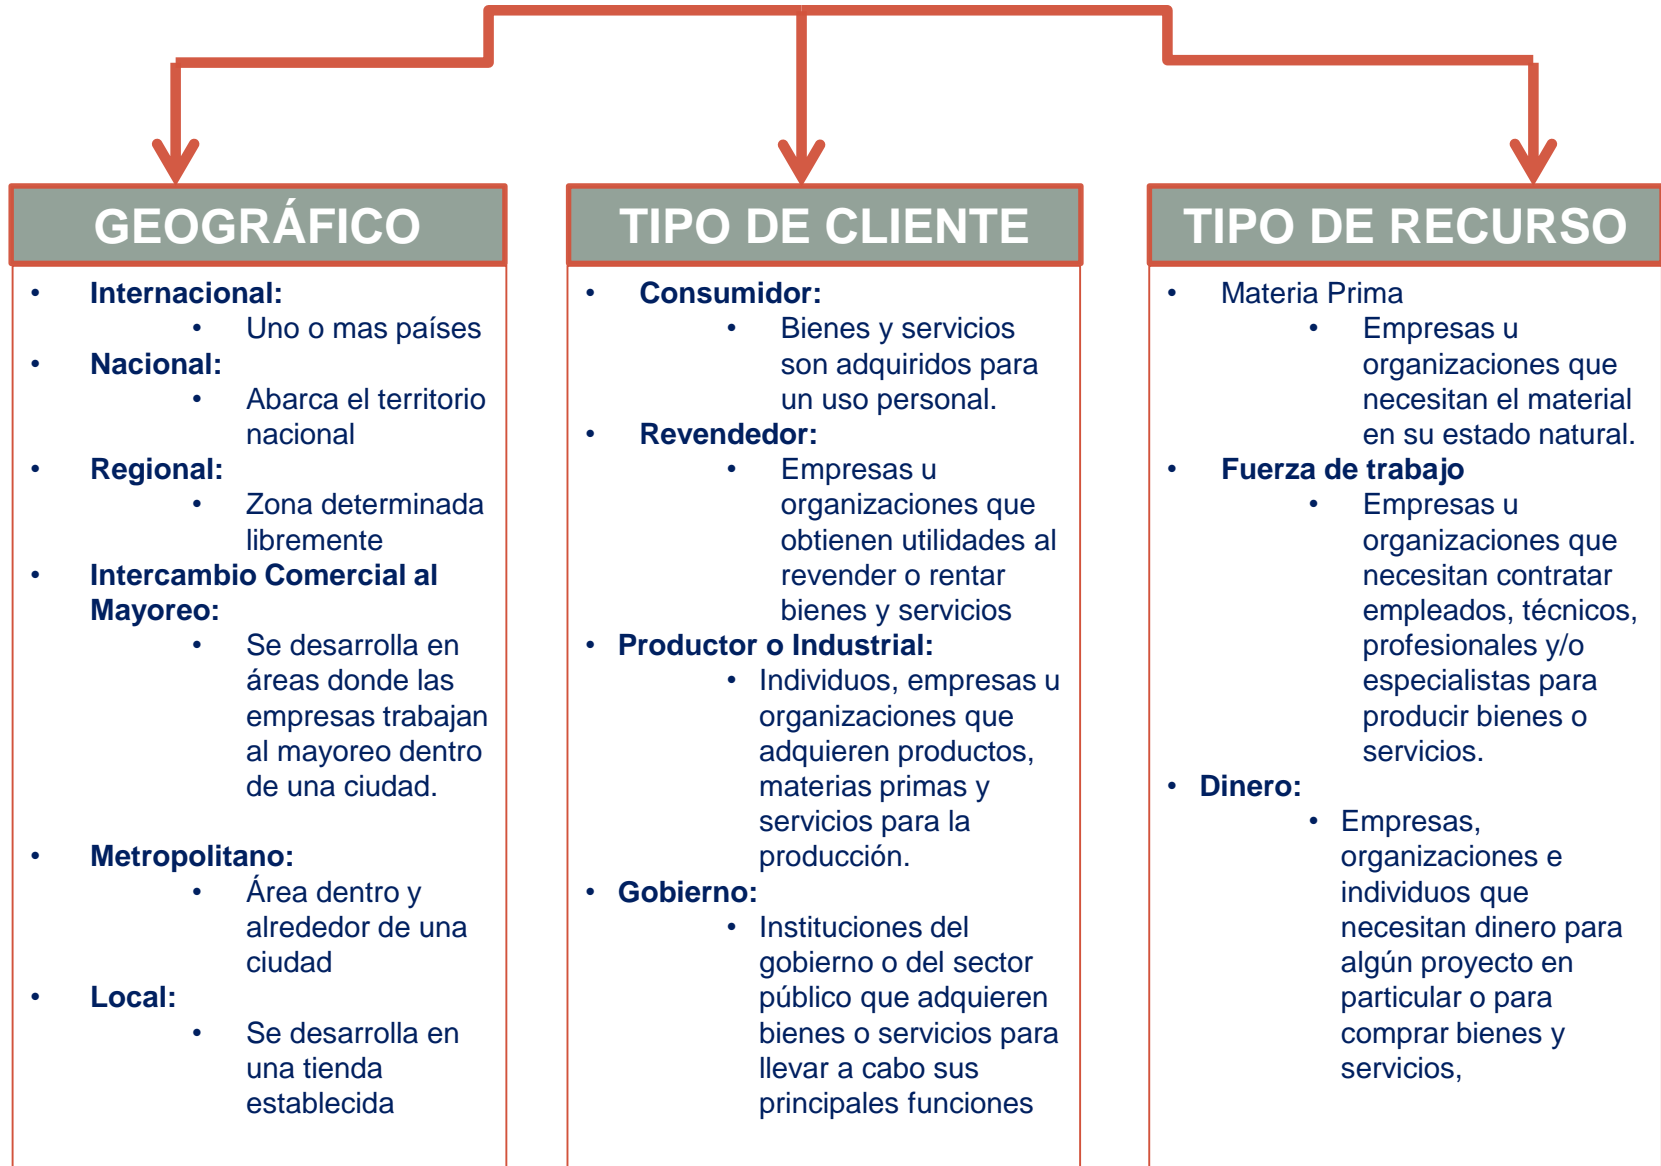 GEOGRÁFICO
• Internacional:
• Uno o mas países
• Nacional:
• Abarca el territorio
nacional
• Regional:
• Zona determinada
libremente
• Intercambio Comercial al
Mayoreo:
• Se desarrolla en
áreas donde las
empresas trabajan
al mayoreo dentro
de una ciudad.
• Metropolitano:
• Área dentro y
alrededor de una
ciudad
• Local:
• Se desarrolla en
una tienda
establecida
TIPO DE CLIENTE
• Consumidor:
• Bienes y servicios
son adquiridos para
un uso personal.
• Revendedor:
• Empresas u
organizaciones que
obtienen utilidades al
revender o rentar
bienes y servicios
• Productor o Industrial:
• Individuos, empresas u
organizaciones que
adquieren productos,
materias primas y
servicios para la
producción.
• Gobierno:
• Instituciones del
gobierno o del sector
público que adquieren
bienes o servicios para
llevar a cabo sus
principales funciones
TIPO DE RECURSO
• Materia Prima
• Empresas u
organizaciones que
necesitan el material
en su estado natural.
• Fuerza de trabajo
• Empresas u
organizaciones que
necesitan contratar
empleados, técnicos,
profesionales y/o
especialistas para
producir bienes o
servicios.
• Dinero:
• Empresas,
organizaciones e
individuos que
necesitan dinero para
algún proyecto en
particular o para
comprar bienes y
servicios,